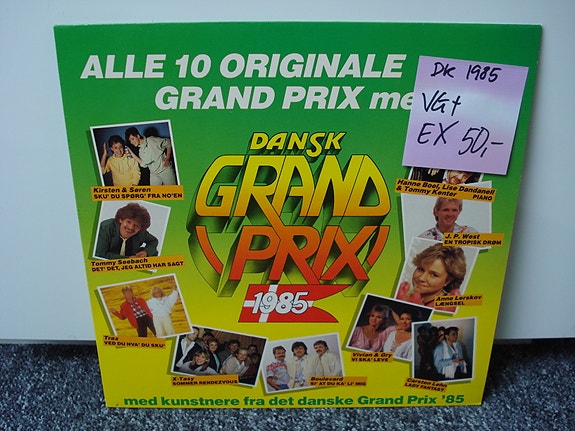 ALLE 10 ORIGINALE
GRAND PRIX me
DK 1985
VG+
EX 50,-
DANSK
GRAND
PRIX
1985
Kirsten & Søren
SKU' DU SPØRG' FRA NO'EN
Hanne Boel, Lise Dandanell
& Tommy Kenter PIANO
Tommy Seebach
DET' DET, JEG ALTID HAR SAGT
J. P. West
EN TROPISK DRØM
Anne Lerskov
LÆNGSEL
Trax
VED DU HVA' DU SKU'
X-Tasy
SOMMER RENDEZVOUS
Boulevard
SI' AT DU KA' LI' MIG
Vivian & Gry
VI SKA' LEVE
Carsten Lehn
LADY FANTASY
med kunstnere fra det danske Grand Prix '85